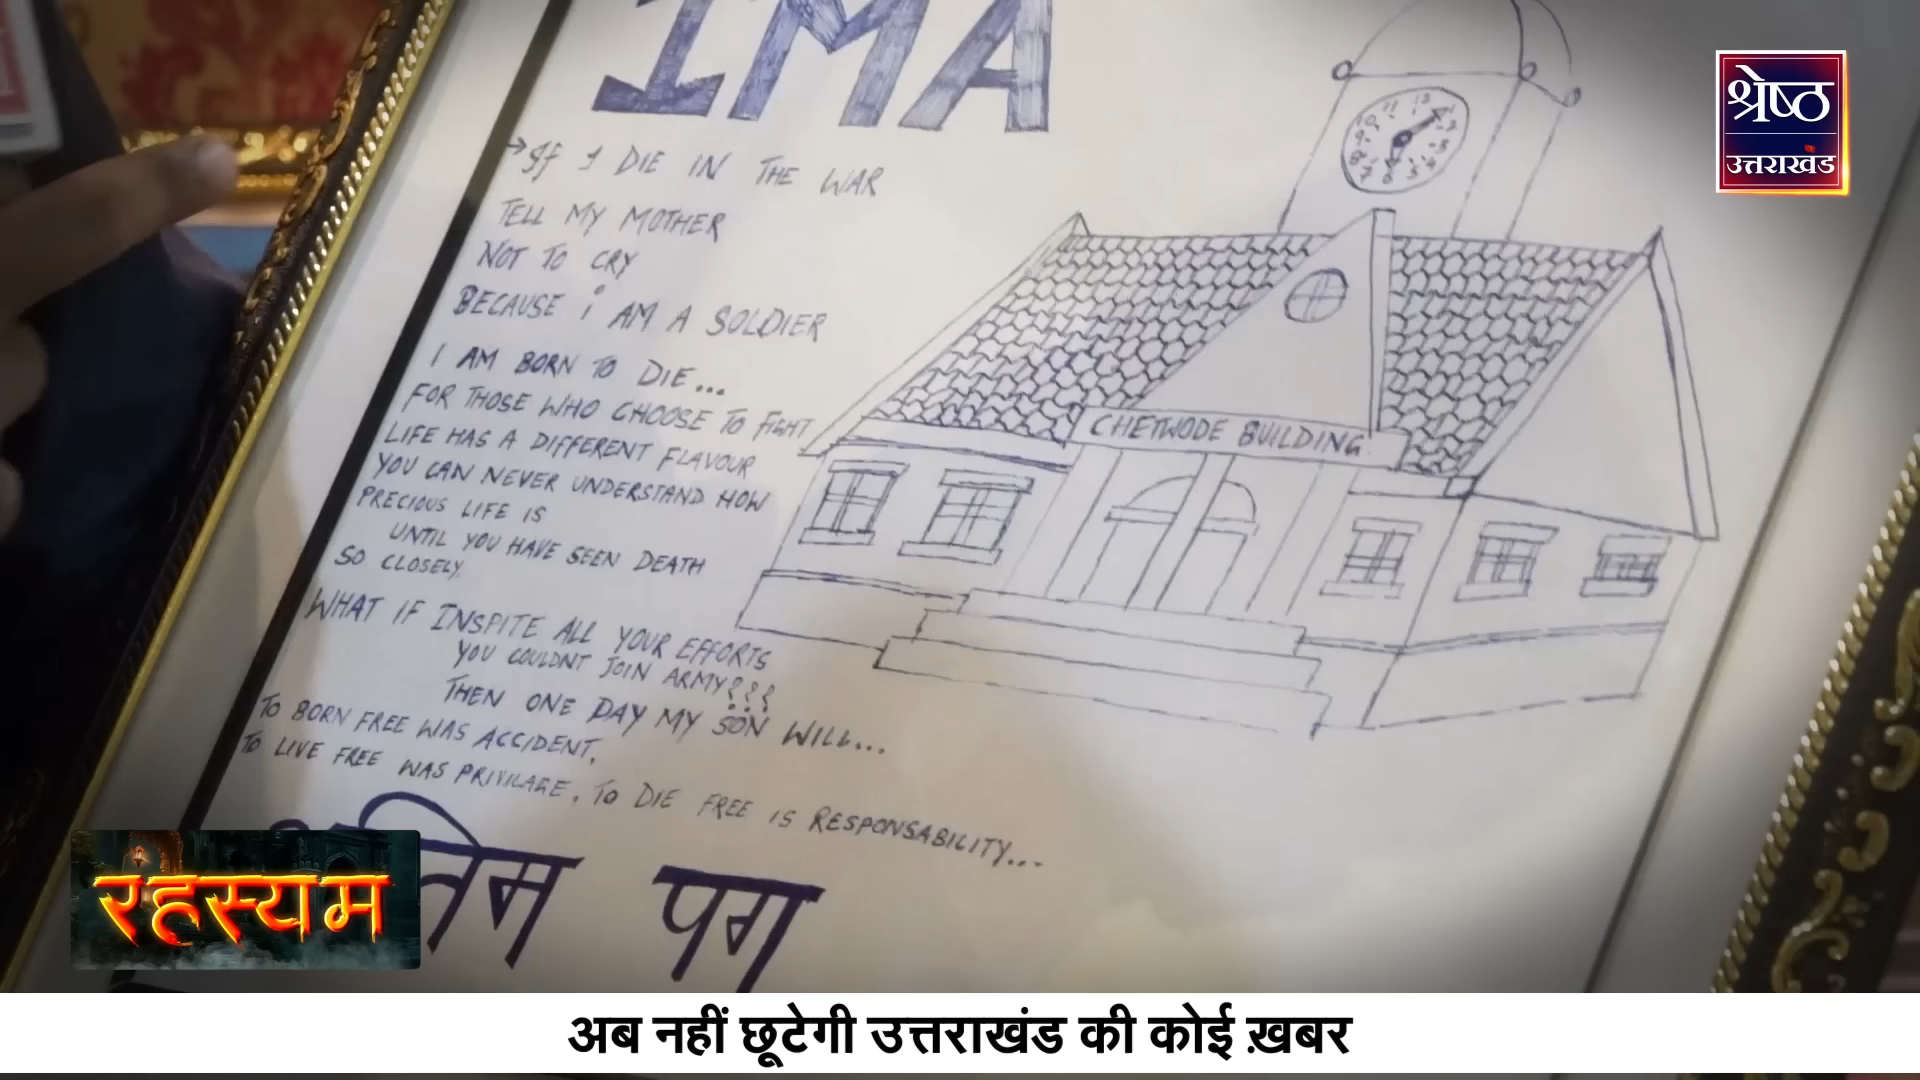 IMA
श्रेष्ठ
उत्तराखंड
→ If I DIE IN THE WAR
TELL MY MOTHER
NOT TO CRY
BECAUSE i AM A SOLDIER
I AM BORN TO DIE...
FOR THOSE WHO CHOOSE TO FIGHT
LIFE HAS A DIFFERENT FLAVOUR
YOU CAN NEVER UNDERSTAND HOW
PRECIOUS LIFE IS
UNTIL YOU HAVE SEEN DEATH
SO CLOSELY.
WHAT IF INSPITE ALL YOUR EFFORTS
YOU COULDNT JOIN ARMY???
THEN ONE DAY MY SON WILL...
TO BORN FREE WAS ACCIDENT.
TO LIVE FREE WAS PRIVILAGE. TO DIE FREE IS RESPONSABILITY...
CHETWODE BUILDING.
पग
रहस्यम
अब नहीं छूटेगी उत्तराखंड की कोई ख़बर